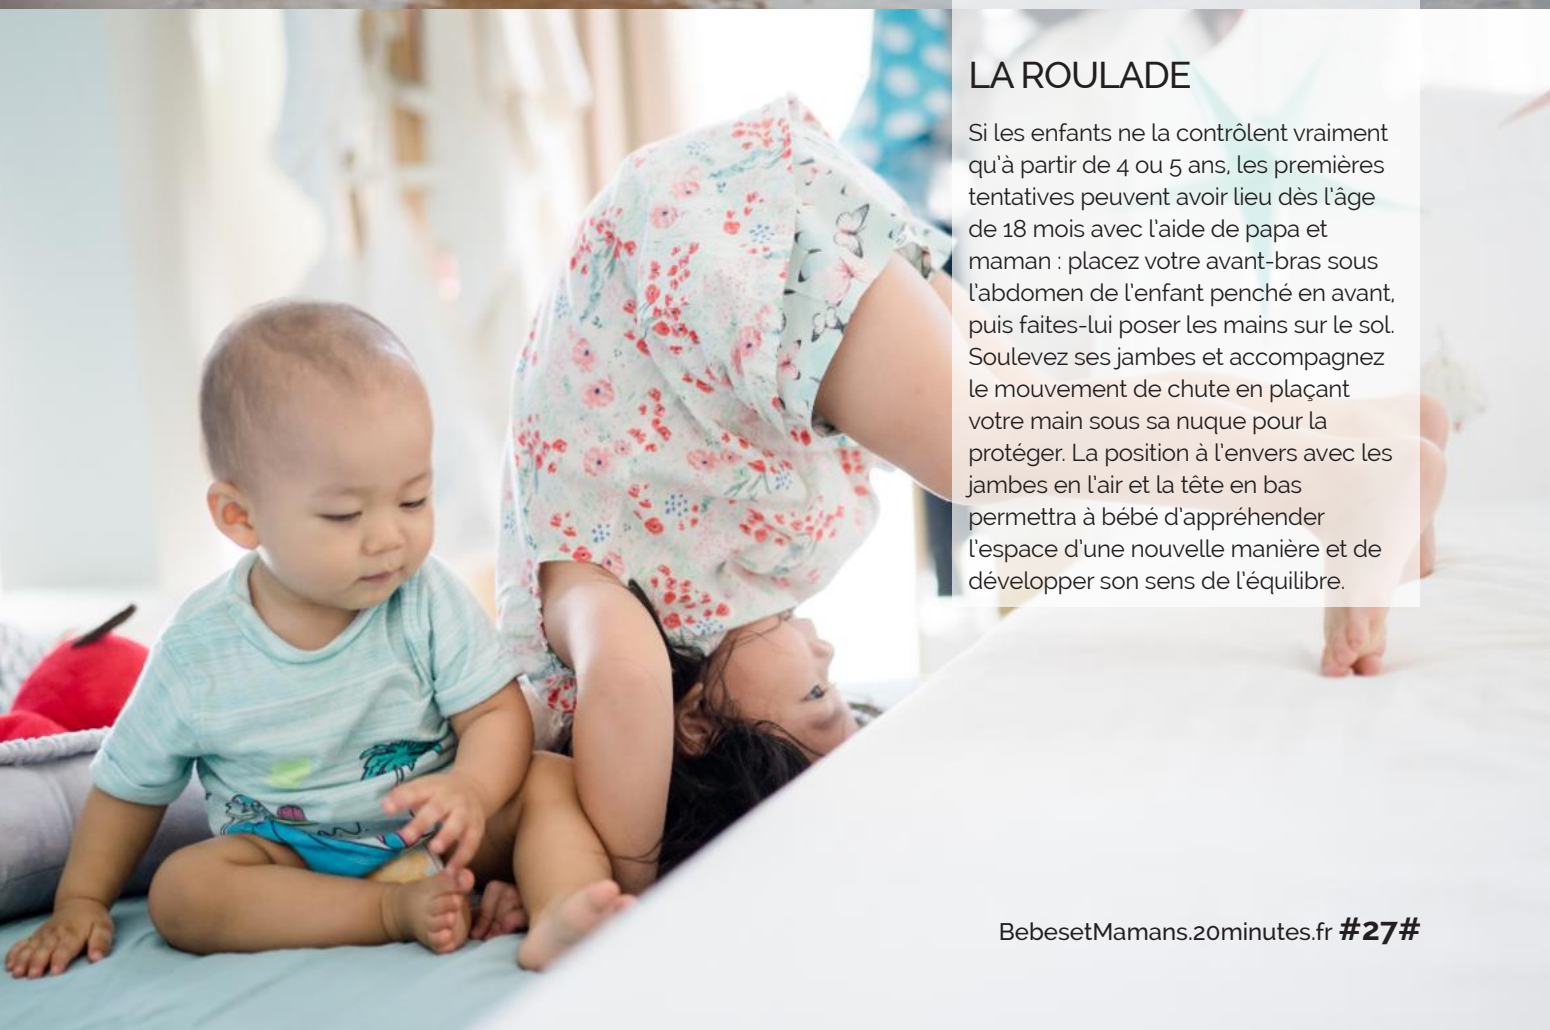 LA ROULADE
Si les enfants ne la contrôlent vraiment
qu'à partir de 4 ou 5 ans, les premières
tentatives peuvent avoir lieu dès l'âge
de 18 mois avec l'aide de papa et
maman : placez votre avant-bras sous
l'abdomen de l'enfant penché en avant,
puis faites-lui poser les mains sur le sol.
Soulevez ses jambes et accompagnez
le mouvement de chute en plaçant
votre main sous sa nuque pour la
protéger. La position à l'envers avec les
jambes en l'air et la tête en bas
permettra à bébé d'appréhender
l'espace d'une nouvelle manière et de
développer son sens de l'équilibre.
BebesetMamans.20minutes.fr #27#